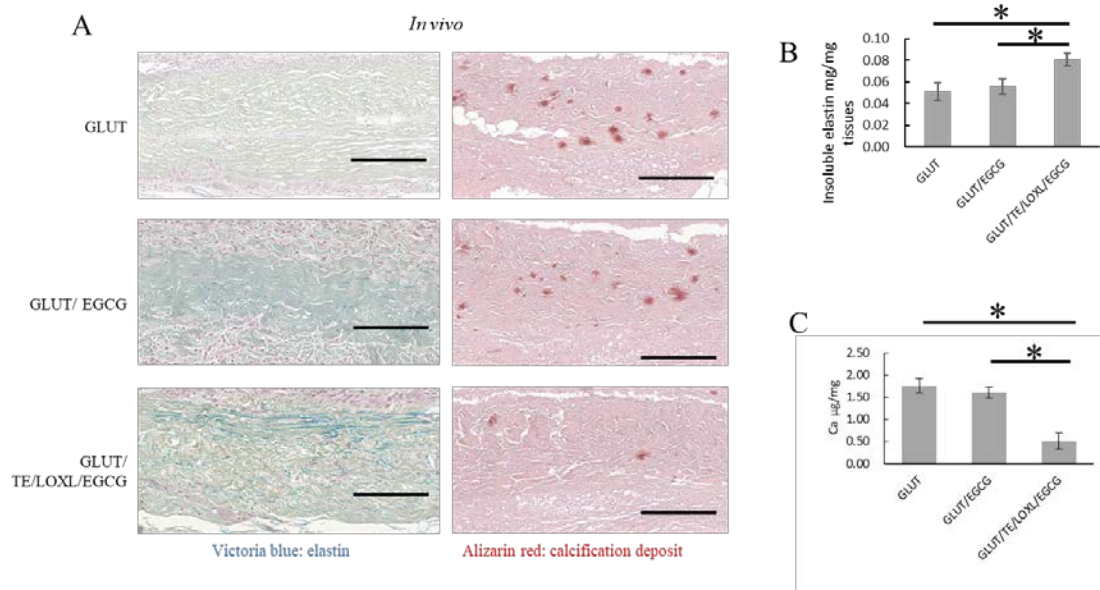 A
In vivo
GLUT
GLUT/ EGCG
GLUT/
TE/LOXL/EGCG
Victoria blue: elastin
Alizarin red: calcification deposit
B
*
*
Insoluble elastin mg/mg
tissues
0.10
0.08
0.06
0.04
0.02
0.00
GLUT
GLUT/EGCG
GLUT/TE/LOXL/EGCG
C
*
*
Ca µg/mg
2.50
2.00
1.50
1.00
0.50
0.00
GLUT
GLUT/EGCG
GLUT/TE/LOXL/EGCG